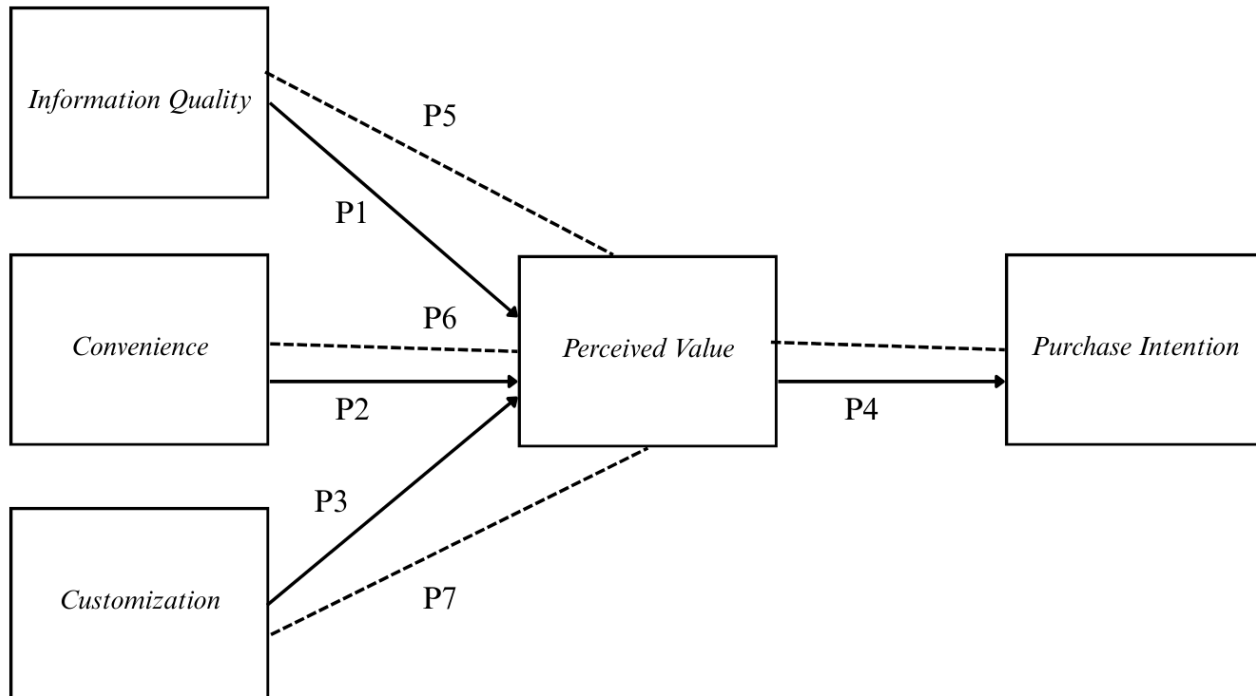 Information Quality
P5
P1
Convenience
P6
P2
Perceived Value
P4
Purchase Intention
P3
Customization
P7